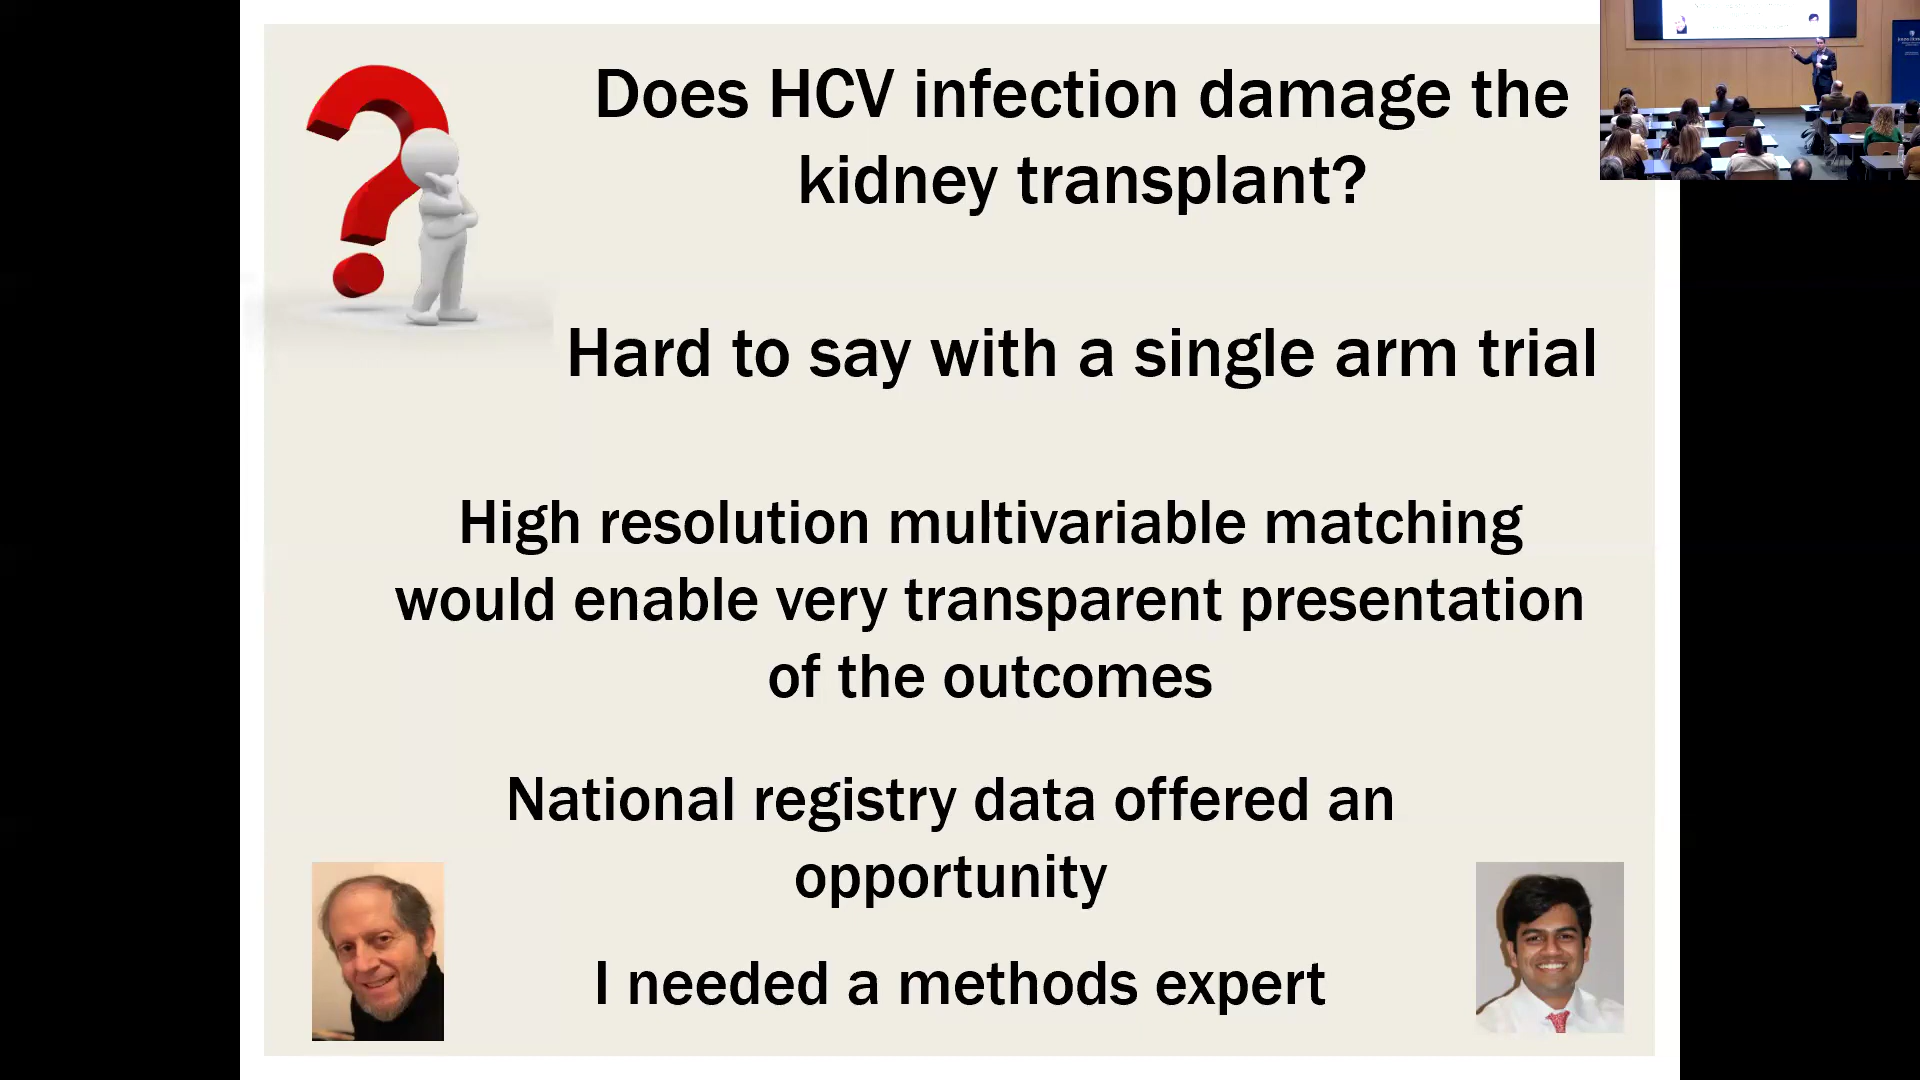 Does HCV infection damage the
kidney transplant?
Hard to say with a single arm trial
High resolution multivariable matching
would enable very transparent presentation
of the outcomes
National registry data offered an
opportunity
I needed a methods expert